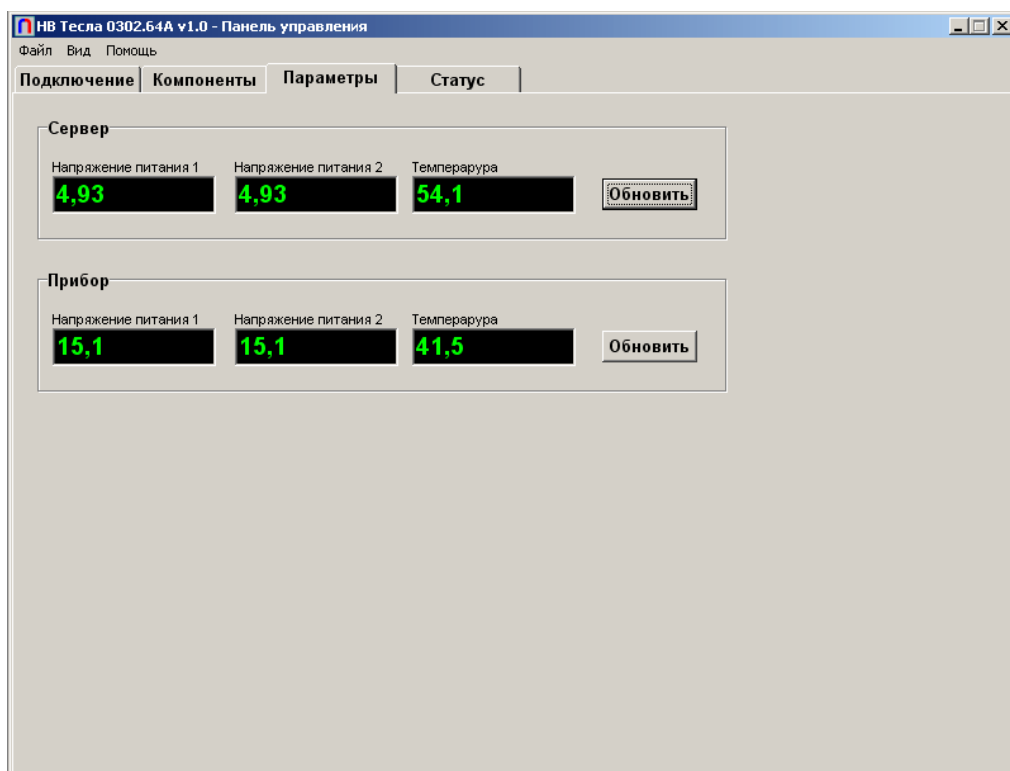 НВ Тесла 0302.64А v1.0 - Панель управления
Файл Вид Помощь
Подключение Компоненты Параметры Статус
Сервер
Напряжение питания 1 Напряжение питания 2 Темперарура
4,93 4,93 54,1 Обновить
Прибор
Напряжение питания 1 Напряжение питания 2 Темперарура
15,1 15,1 41,5 Обновить